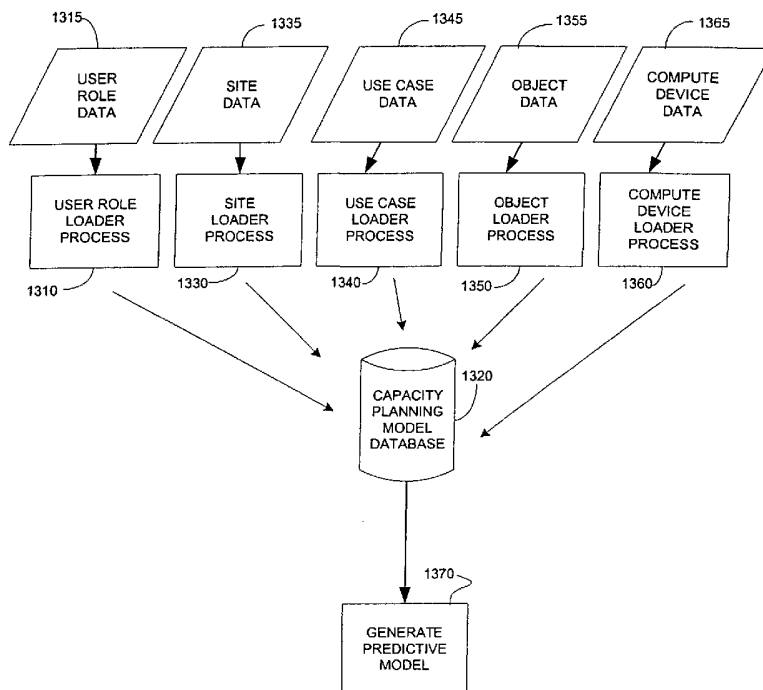 1315
1335
1345
1355
1365
USER
ROLE
DATA
SITE
DATA
USE CASE
DATA
OBJECT
DATA
COMPUTE
DEVICE
DATA
USER ROLE
LOADER
PROCESS
SITE
LOADER
PROCESS
USE CASE
LOADER
PROCESS
OBJECT
LOADER
PROCESS
COMPUTE
DEVICE
LOADER
PROCESS
1310
1330
1340
1350
1360
1320
CAPACITY
PLANNING
MODEL
DATABASE
1370
GENERATE
PREDICTIVE
MODEL